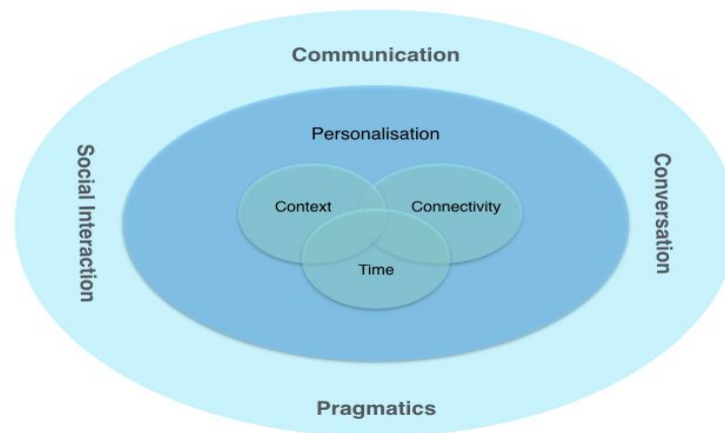 Communication
Personalisation
Social Interaction
Context
Connectivity
Conversation
Time
Pragmatics